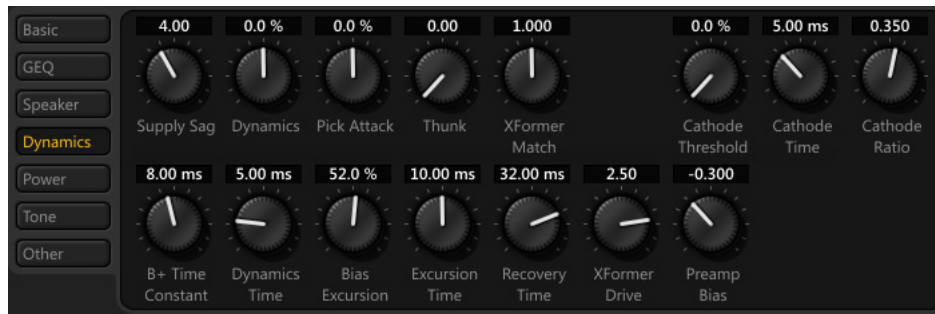 Basic
GEQ
Speaker
Dynamics
Power
Tone
Other
4.00 0.0 % 0.0 % 0.00 1.000 0.0 % 5.00 ms 0.350
Supply Sag Dynamics Pick Attack Thunk XFormer Cathode Cathode Cathode
Match Threshold Time Ratio
8.00 ms 5.00 ms 52.0 % 10.00 ms 32.00 ms 2.50 -0.300
B+ Time Dynamics Bias Excursion Recovery XFormer Preamp
Constant Time Excursion Time Time Drive Bias